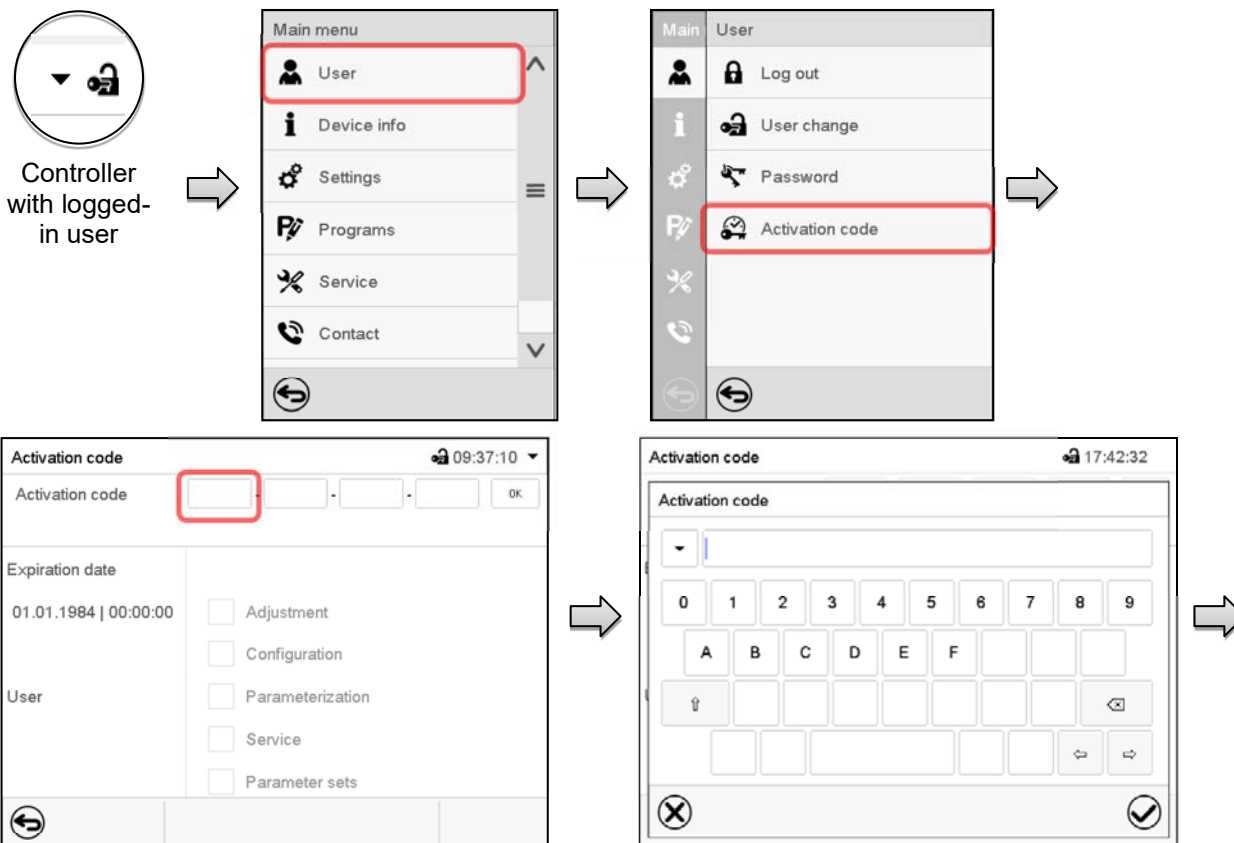 Controller
with logged-
in user
Main menu
User
Device info
Settings
Programs
Service
Contact
Main User
Log out
User change
Password
Activation code
Activation code 09:37:10
Activation code - - - OK
Expiration date
01.01.1984 | 00:00:00 Adjustment
Configuration
User Parameterization
Service
Parameter sets
Activation code 17:42:32
Activation code
0 1 2 3 4 5 6 7 8 9
A B C D E F